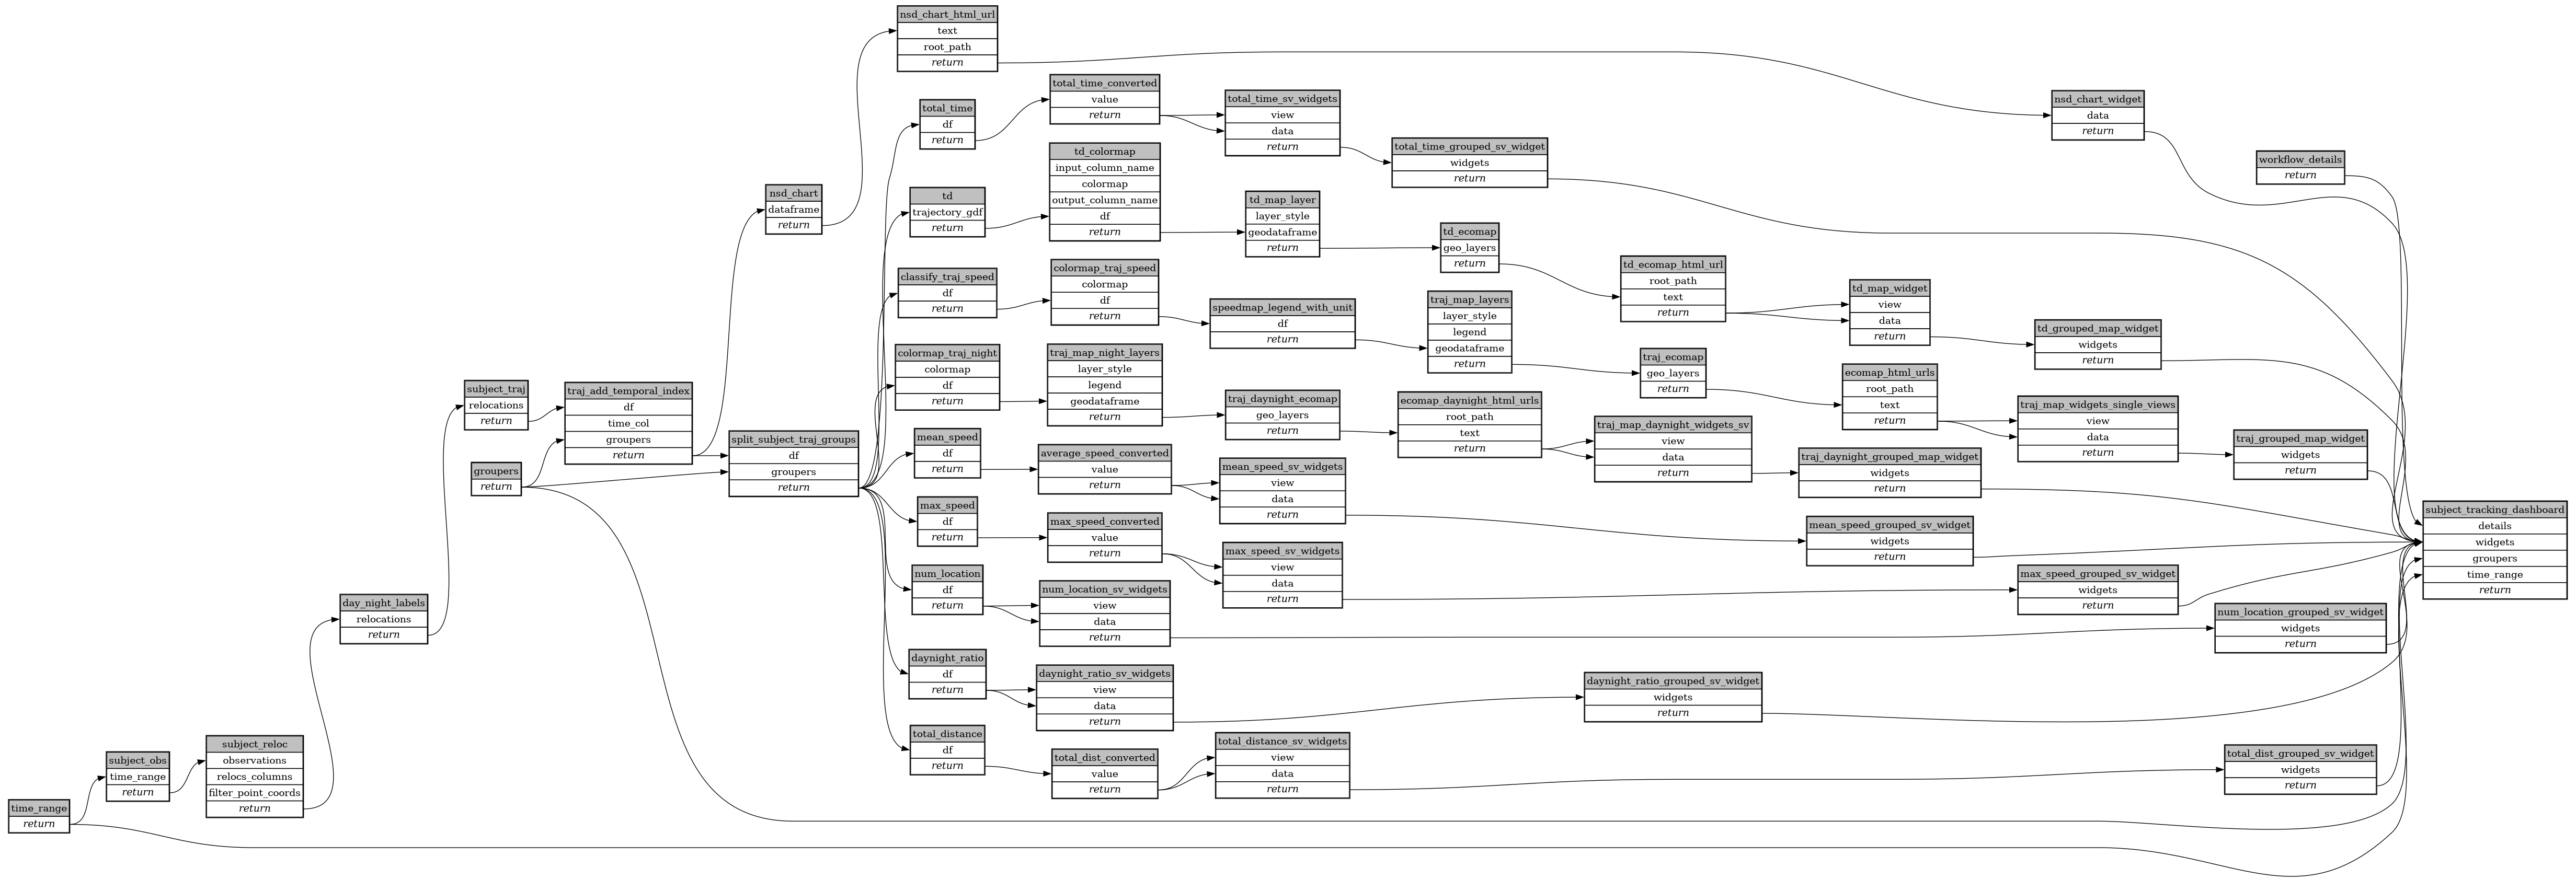 nsd_chart_html_url
text
root_path
return
total_time_converted
value
return
total_time_sv_widgets
view
data
return
nsd_chart_widget
data
return
total_time
df
return
total_time_grouped_sv_widget
widgets
return
td_colormap
input_column_name
colormap
output_column_name
df
return
workflow_details
return
nsd_chart
dataframe
return
td
trajectory_gdf
return
td_map_layer
layer_style
geodataframe
return
td_ecomap
geo_layers
return
td_ecomap_html_url
root_path
text
return
classify_traj_speed
df
return
colormap_traj_speed
colormap
df
return
td_map_widget
view
data
return
speedmap_legend_with_unit
df
return
traj_map_layers
layer_style
legend
geodataframe
return
td_grouped_map_widget
widgets
return
colormap_traj_night
colormap
df
return
traj_map_night_layers
layer_style
legend
geodataframe
return
traj_ecomap
geo_layers
return
ecomap_html_urls
root_path
text
return
subject_traj
relocations
return
traj_add_temporal_index
df
time_col
groupers
return
traj_daynight_ecomap
geo_layers
return
ecomap_daynight_html_urls
root_path
text
return
traj_map_widgets_single_views
view
data
return
traj_map_daynight_widgets_sv
view
data
return
split_subject_traj_groups
df
groupers
return
mean_speed
df
return
traj_grouped_map_widget
widgets
return
average_speed_converted
value
return
traj_daynight_grouped_map_widget
widgets
return
groupers
return
mean_speed_sv_widgets
view
data
return
max_speed
df
return
subject_tracking_dashboard
details
widgets
groupers
time_range
return
max_speed_converted
value
return
mean_speed_grouped_sv_widget
widgets
return
max_speed_sv_widgets
view
data
return
num_location
df
return
max_speed_grouped_sv_widget
widgets
return
num_location_sv_widgets
view
data
return
day_night_labels
relocations
return
num_location_grouped_sv_widget
widgets
return
daynight_ratio
df
return
daynight_ratio_sv_widgets
view
data
return
daynight_ratio_grouped_sv_widget
widgets
return
total_distance
df
return
total_distance_sv_widgets
view
data
return
subject_reloc
observations
relocs_columns
filter_point_coords
return
total_dist_converted
value
return
total_dist_grouped_sv_widget
widgets
return
subject_obs
time_range
return
time_range
return